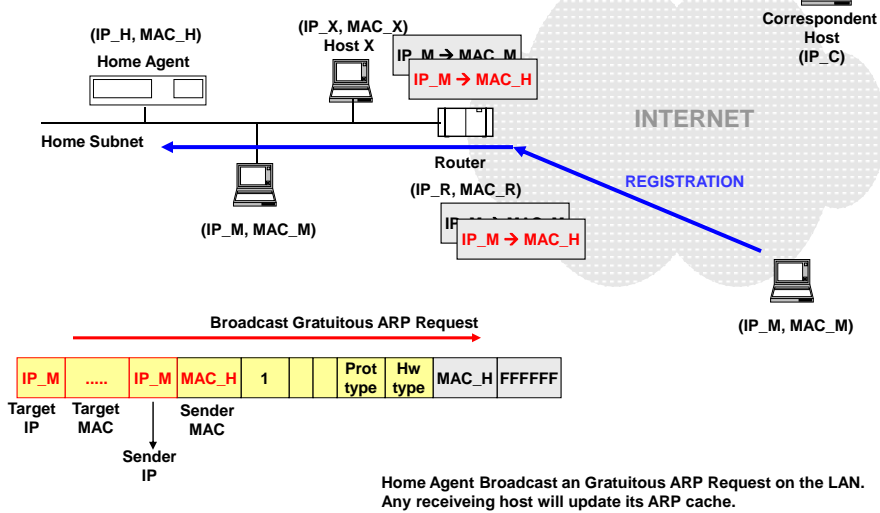 Correspondent
Host
(IP_C)
(IP_H, MAC_H)
Home Agent
(IP_X, MAC_X)
Host X
IP_M → MAC_M
IP_M → MAC_H
INTERNET
Home Subnet
Router
REGISTRATION
(IP_R, MAC_R)
(IP_M, MAC_M)
IP_M → MAC_H
(IP_M, MAC_M)
Broadcast Gratuitous ARP Request
IP_M ..... IP_M MAC_H 1 Prot type Hw type MAC_H FFFFFF
Target IP
Target MAC
Sender MAC
Sender IP
Home Agent Broadcast an Gratuitous ARP Request on the LAN.
Any receiveing host will update its ARP cache.